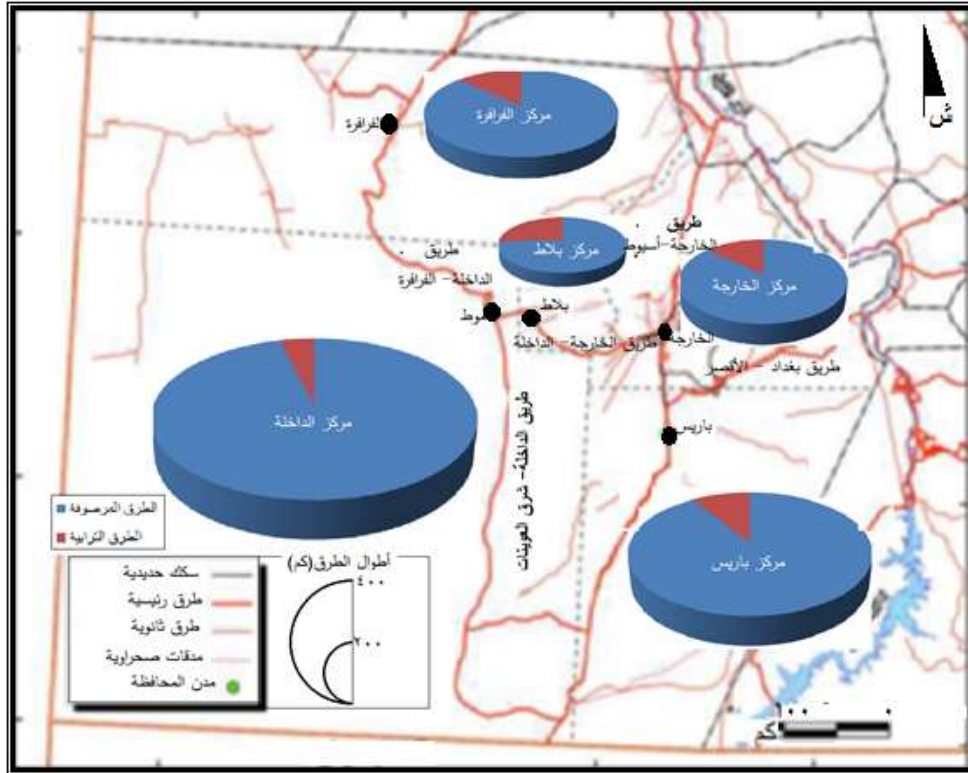 ش
مركز الفرافرة
الفرافرة
طريق
الخارجة-أسيوط
مركز بلاط
طريق
الداخلة- الفرافرة
مركز الخارجة
بلاط
موط
الخارجة
طريق الخارجة- الداخلة
طريق بغداد - الأقصر
مركز الداخلة
طريق الداخلة- شرق العوينات
باريس
مركز باريس
الطرق المرصوفة
الطرق الترابية
أطوال الطرق(كم)
٤٠٠
٢٠٠
سكك حديدية
طرق رئيسية
طرق ثانوية
مدقات صحراوية
مدن المحافظة
١٠٠
٠
كم